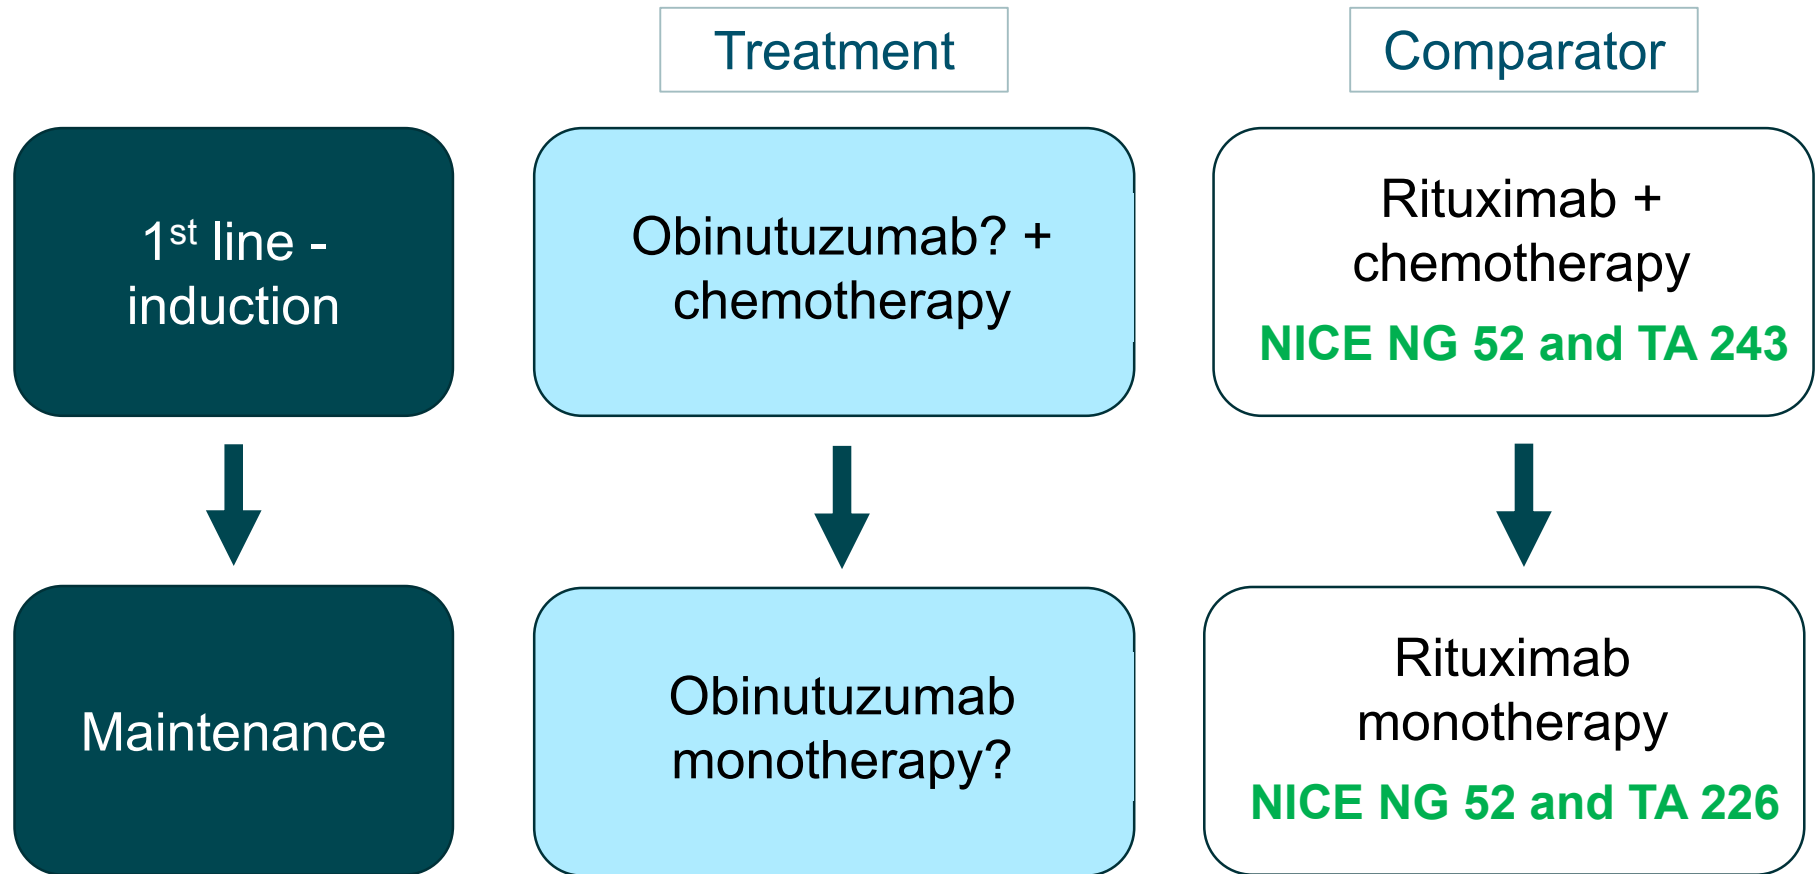 Treatment
Comparator
1st line -
induction
Obinutuzumab? +
chemotherapy
Rituximab +
chemotherapy
NICE NG 52 and TA 243
Maintenance
Obinutuzumab
monotherapy?
Rituximab
monotherapy
NICE NG 52 and TA 226